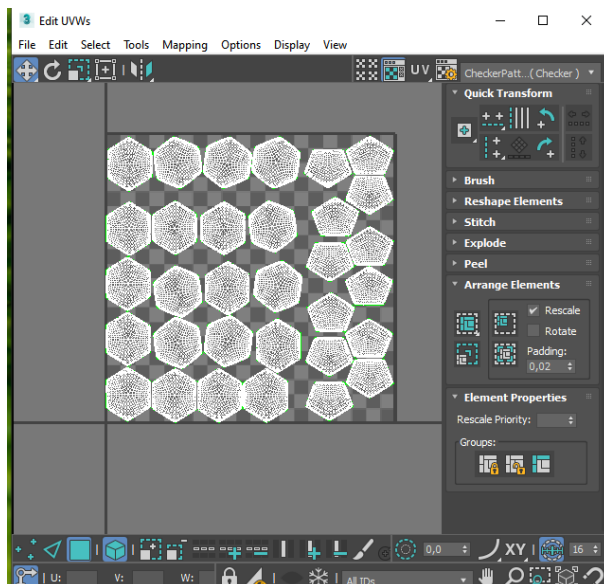 3 Edit UVWs
File Edit Select Tools Mapping Options Display View
UV CheckerPatt...( Checker )
Quick Transform
Brush
Reshape Elements
Stitch
Explode
Peel
Arrange Elements
Rescale
Rotate
Padding:
0,02
Element Properties
Rescale Priority:
Groups:
0,0 XY 16
U: V: W: All IDs